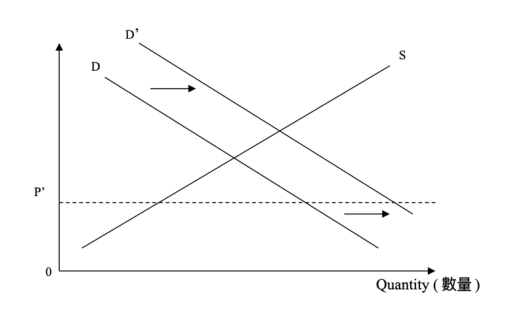 D’
D
S
P’
0
Quantity ( 數量 )